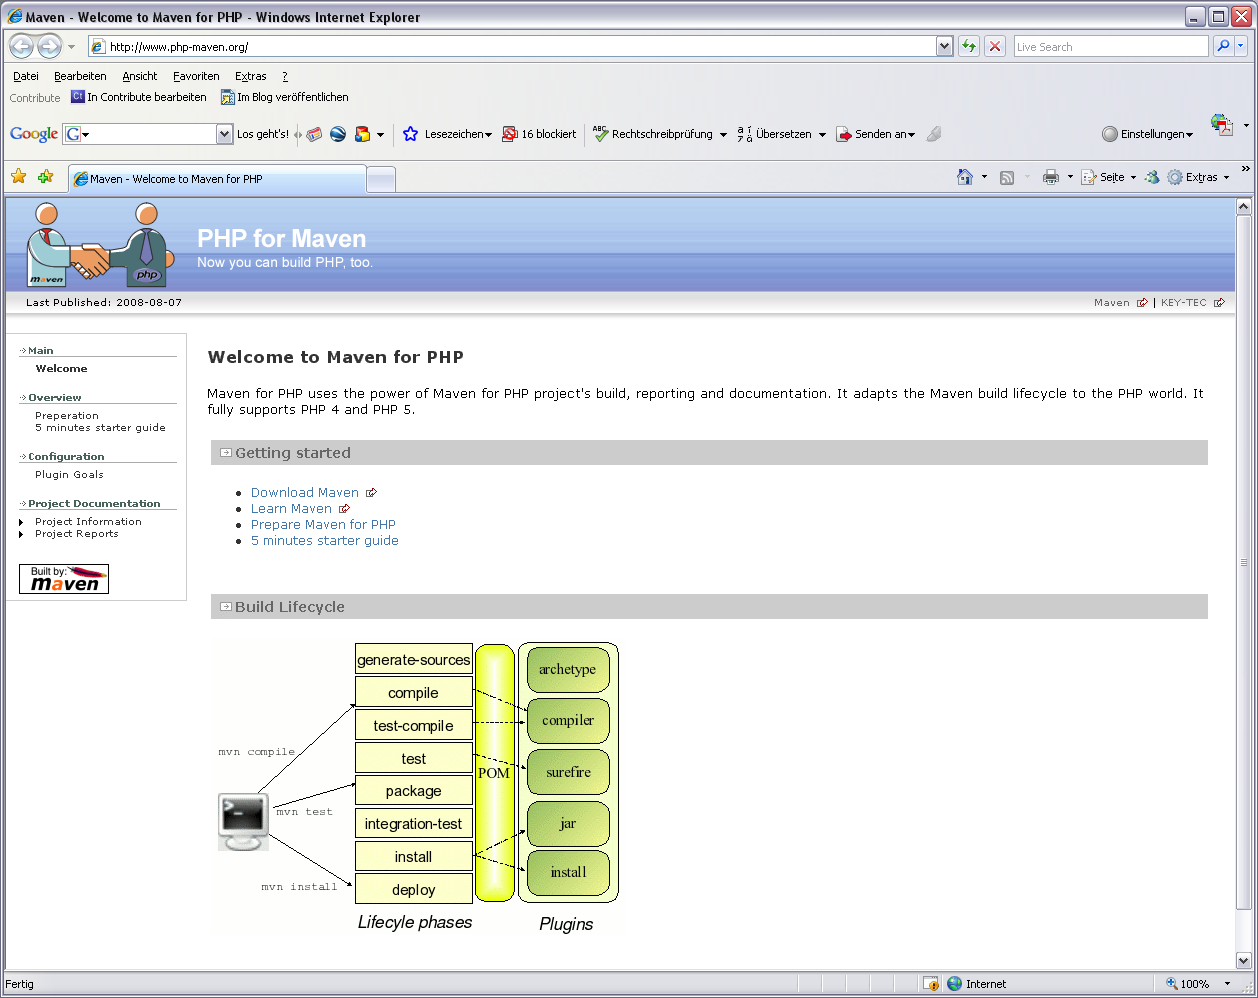 Maven - Welcome to Maven for PHP - Windows Internet Explorer
http://www.php-maven.org/
Live Search
Datei Bearbeiten Ansicht Favoriten Extras ?
Contribute Ct In Contribute bearbeiten Im Blog veröffentlichen
Google G Los geht's! Lesezeichen 16 blockiert ABC Rechtschreibprüfung Übersetzen Senden an Einstellungen
Maven - Welcome to Maven for PHP
Seite Extras »
maven php
PHP for Maven
Now you can build PHP, too.
Last Published: 2008-08-07
Maven | KEY-TEC
Main
Welcome
Overview
Preperation
5 minutes starter guide
Configuration
Plugin Goals
Project Documentation
Project Information
Project Reports
Built by:
maven
Welcome to Maven for PHP
Maven for PHP uses the power of Maven for PHP project's build, reporting and documentation. It adapts the Maven build lifecycle to the PHP world. It
fully supports PHP 4 and PHP 5.
Getting started
Download Maven
Learn Maven
Prepare Maven for PHP
5 minutes starter guide
Build Lifecycle
mvn compile
mvn test
mvn install
generate-sources
compile
test-compile
test
package
integration-test
install
deploy
Lifecyle phases
POM
archetype
compiler
surefire
jar
install
Plugins
Fertig
Internet
100%